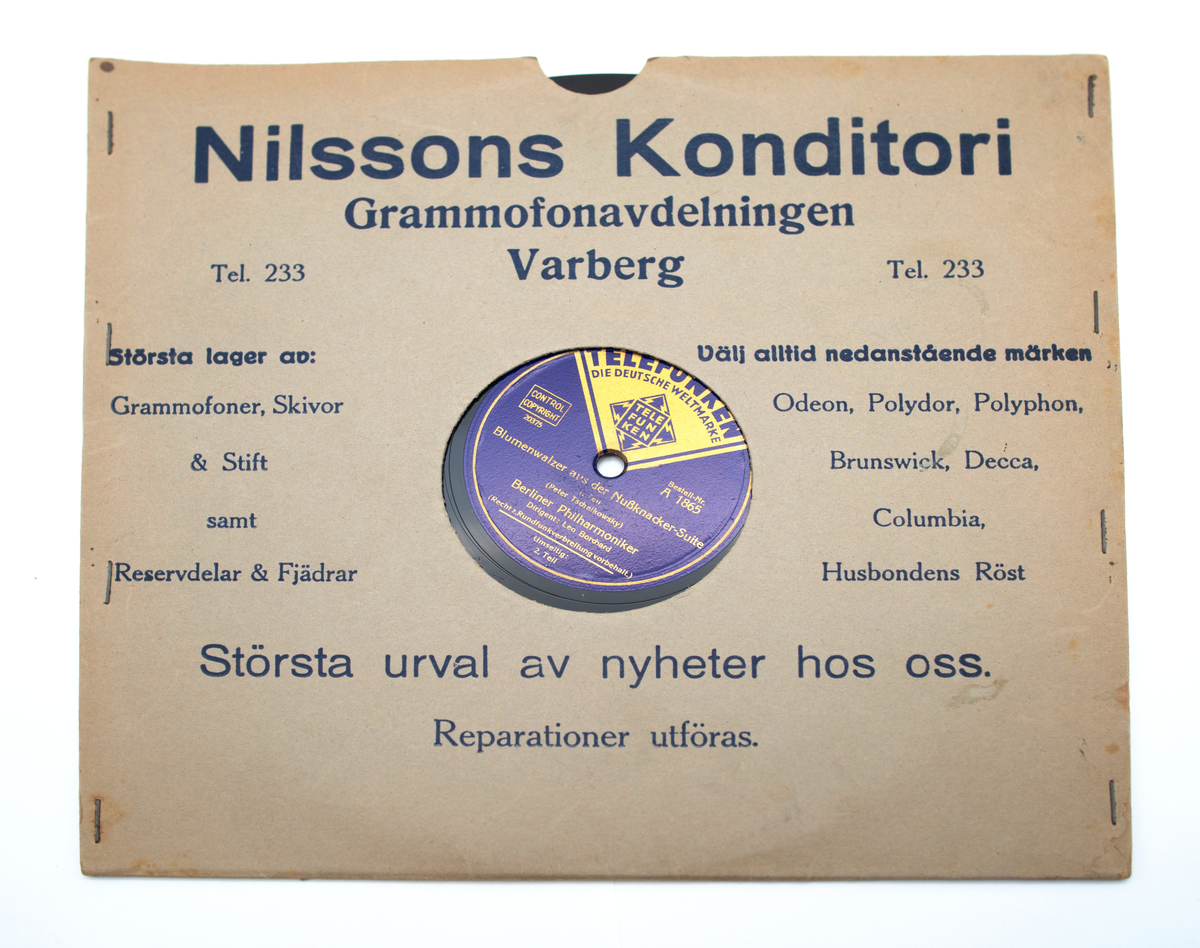 Nilssons Konditori
Grammofonavdelningen
Varberg
Tel. 233
Tel. 233
Största lager av:
Grammofoner, Skivor
& Stift
samt
Reservdelar & Fjädrar
Välj alltid nedanstående märken
Odeon, Polydor, Polyphon,
Brunswick, Decca,
Columbia,
Husbondens Röst
TELEFUNKEN
DIE DEUTSCHE WELTMARKE
TELE
FUN
KEN
CONTROL
COPYRIGHT
20375
Blumenwalzer aus der Nußknacker-Suite
(Peter Tschaikowsky)
Bestell-Nr.
A 1865
Berliner Philharmoniker
Dirigent: Leo Borchard
(Recht z. Rundfunkverbreitung vorbehalt.)
Umseitig:
2. Teil
Största urval av nyheter hos oss.
Reparationer utföras.